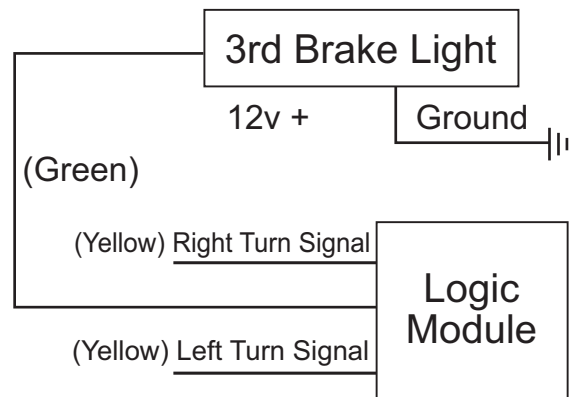 3rd Brake Light
12v +
Ground
(Green)
(Yellow) Right Turn Signal
Logic
Module
(Yellow) Left Turn Signal